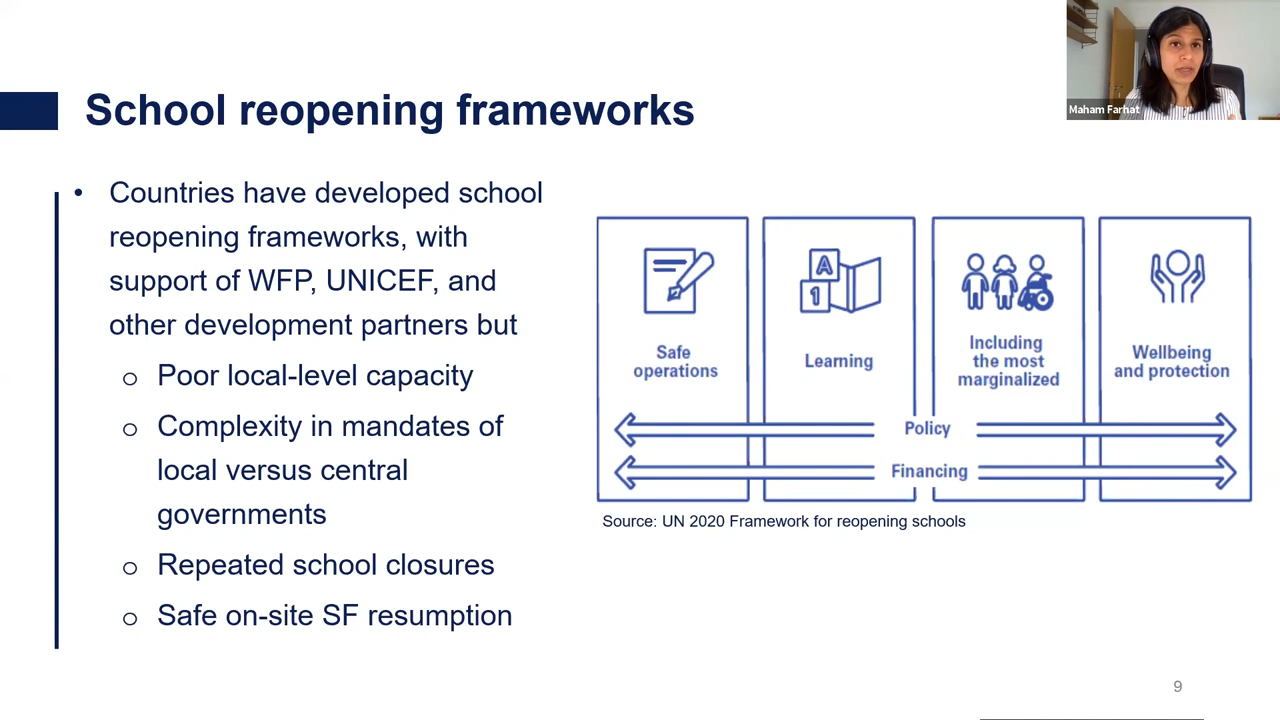 Maham Farhat
School reopening frameworks
• Countries have developed school
reopening frameworks, with
support of WFP, UNICEF, and
other development partners but
o Poor local-level capacity
o Complexity in mandates of
local versus central
governments
o Repeated school closures
o Safe on-site SF resumption
Safe
operations
A
1
Learning
Including
the most
marginalized
Wellbeing
and protection
Policy
Financing
Source: UN 2020 Framework for reopening schools
9